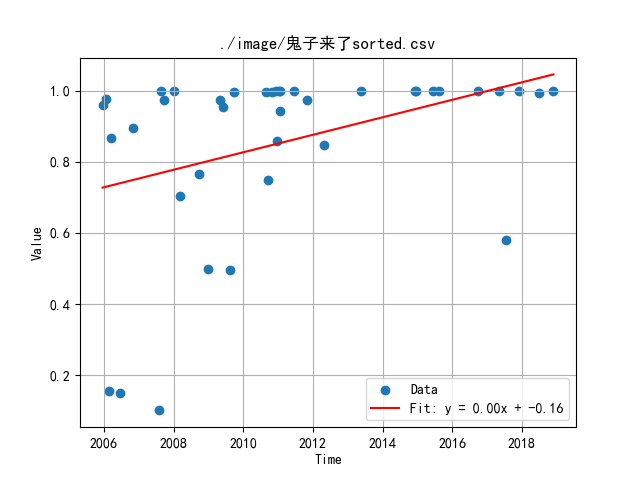 ./image/鬼子来了sorted.csv
1.0
0.8
0.6
0.4
0.2
Value
2006 2008 2010 2012 2014 2016 2018
Time
Data
Fit: y = 0.00x + -0.16